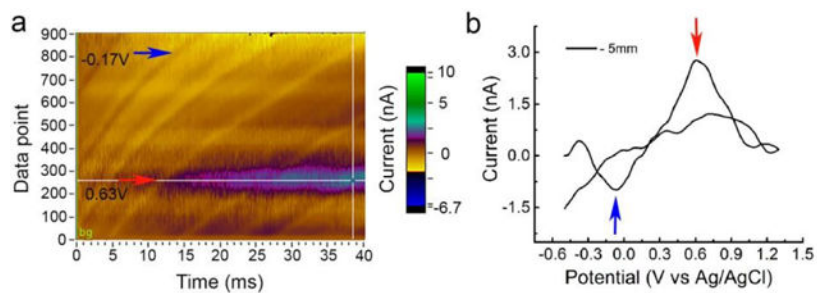 a
900
800
700
600
500
400
300
200
100
0
Data point
-0.17V
0.63V
bg
0 5 10 15 20 25 30 35 40
Time (ms)
10
0
-6.7
Current (nA)
b
- 5mm
3.0
1.5
0.0
-1.5
Current (nA)
-0.6 -0.3 0.0 0.3 0.6 0.9 1.2 1.5
Potential (V vs Ag/AgCl)